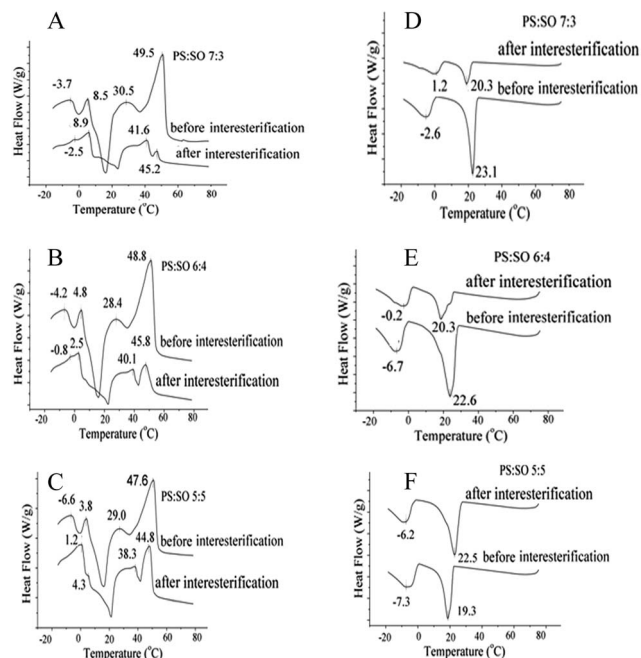 A
PS:SO 7:3
49.5
-3.7
8.5
30.5
8.9
before interesterification
41.6
-2.5
after interesterification
45.2
Heat Flow (W/g)
-20 0 20 40 60 80
Temperature (°C)
D
PS:SO 7:3
after interesterification
1.2
20.3
before interesterification
-2.6
23.1
Heat Flow (W/g)
-20 0 20 40 60 80
Temperature (°C)
B
PS:SO 6:4
48.8
-4.2
4.8
28.4
45.8
before interesterification
-0.8
2.5
40.1
after interesterification
Heat Flow (W/g)
-20 0 20 40 60 80
Temperature (°C)
E
PS:SO 6:4
after interesterification
-0.2
20.3
before interesterification
-6.7
22.6
Heat Flow (W/g)
-20 0 20 40 60 80
Temperature (°C)
C
47.6
PS:SO 5:5
-6.6
3.8
29.0
before interesterification
1.2
44.8
38.3
4.3
after interesterification
Heat Flow (W/g)
-20 0 20 40 60 80
Temperature (°C)
F
PS:SO 5:5
after interesterification
-6.2
22.5 before interesterification
-7.3
19.3
Heat Flow (W/g)
-20 0 20 40 60 80
Temperature (°C)